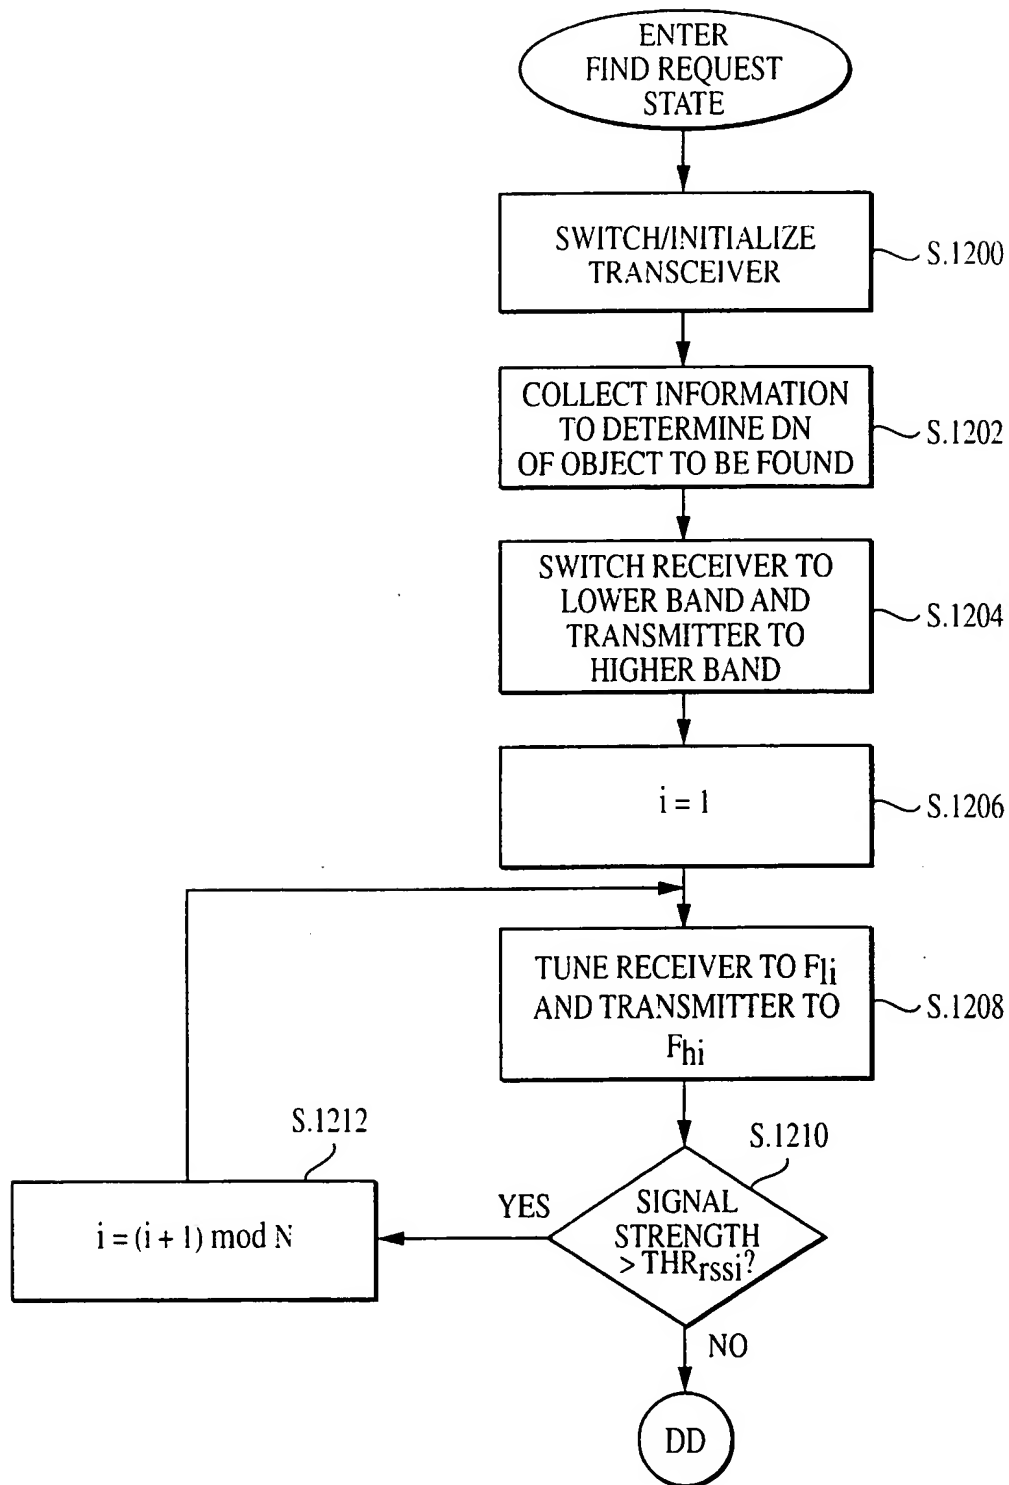 ENTER
FIND REQUEST
STATE
SWITCH/INITIALIZE
TRANSCEIVER
S.1200
COLLECT INFORMATION
TO DETERMINE DN
OF OBJECT TO BE FOUND
S.1202
SWITCH RECEIVER TO
LOWER BAND AND
TRANSMITTER TO
HIGHER BAND
S.1204
i = 1
S.1206
TUNE RECEIVER TO Fli
AND TRANSMITTER TO
Fhi
S.1208
S.1210
SIGNAL
STRENGTH
> THRrssi?
YES
S.1212
i = (i + 1) mod N
NO
DD